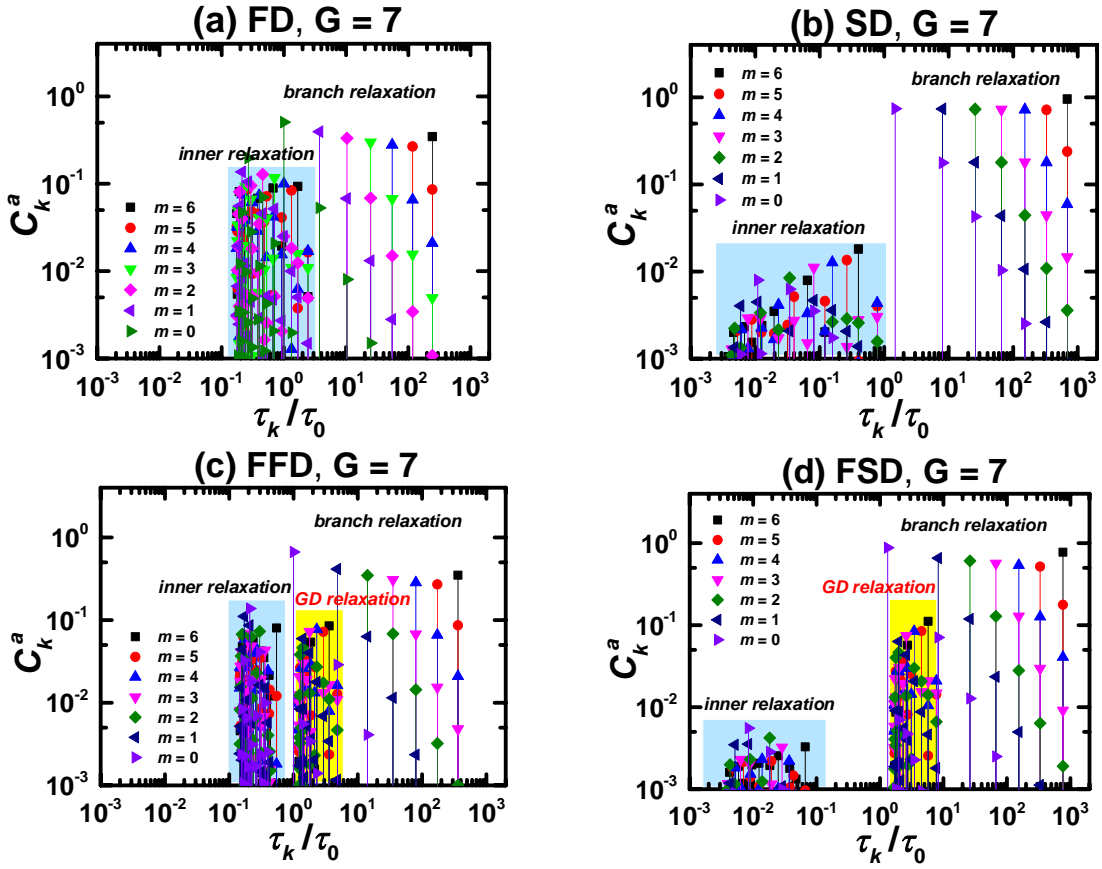 (a) FD, G = 7
C_k^a
10^0
10^-1
10^-2
10^-3
branch relaxation
inner relaxation
m = 6
m = 5
m = 4
m = 3
m = 2
m = 1
m = 0
10^-3 10^-2 10^-1 10^0 10^1 10^2 10^3
τ_k/τ_0
(b) SD, G = 7
C_k^a
10^0
10^-1
10^-2
10^-3
m = 6
m = 5
m = 4
m = 3
m = 2
m = 1
m = 0
branch relaxation
inner relaxation
10^-3 10^-2 10^-1 10^0 10^1 10^2 10^3
τ_k/τ_0
(c) FFD, G = 7
C_k^a
10^0
10^-1
10^-2
10^-3
branch relaxation
inner relaxation
GD relaxation
m = 6
m = 5
m = 4
m = 3
m = 2
m = 1
m = 0
10^-3 10^-2 10^-1 10^0 10^1 10^2 10^3
τ_k/τ_0
(d) FSD, G = 7
C_k^a
10^0
10^-1
10^-2
10^-3
m = 6
m = 5
m = 4
m = 3
m = 2
m = 1
m = 0
branch relaxation
GD relaxation
inner relaxation
10^-3 10^-2 10^-1 10^0 10^1 10^2 10^3
τ_k/τ_0